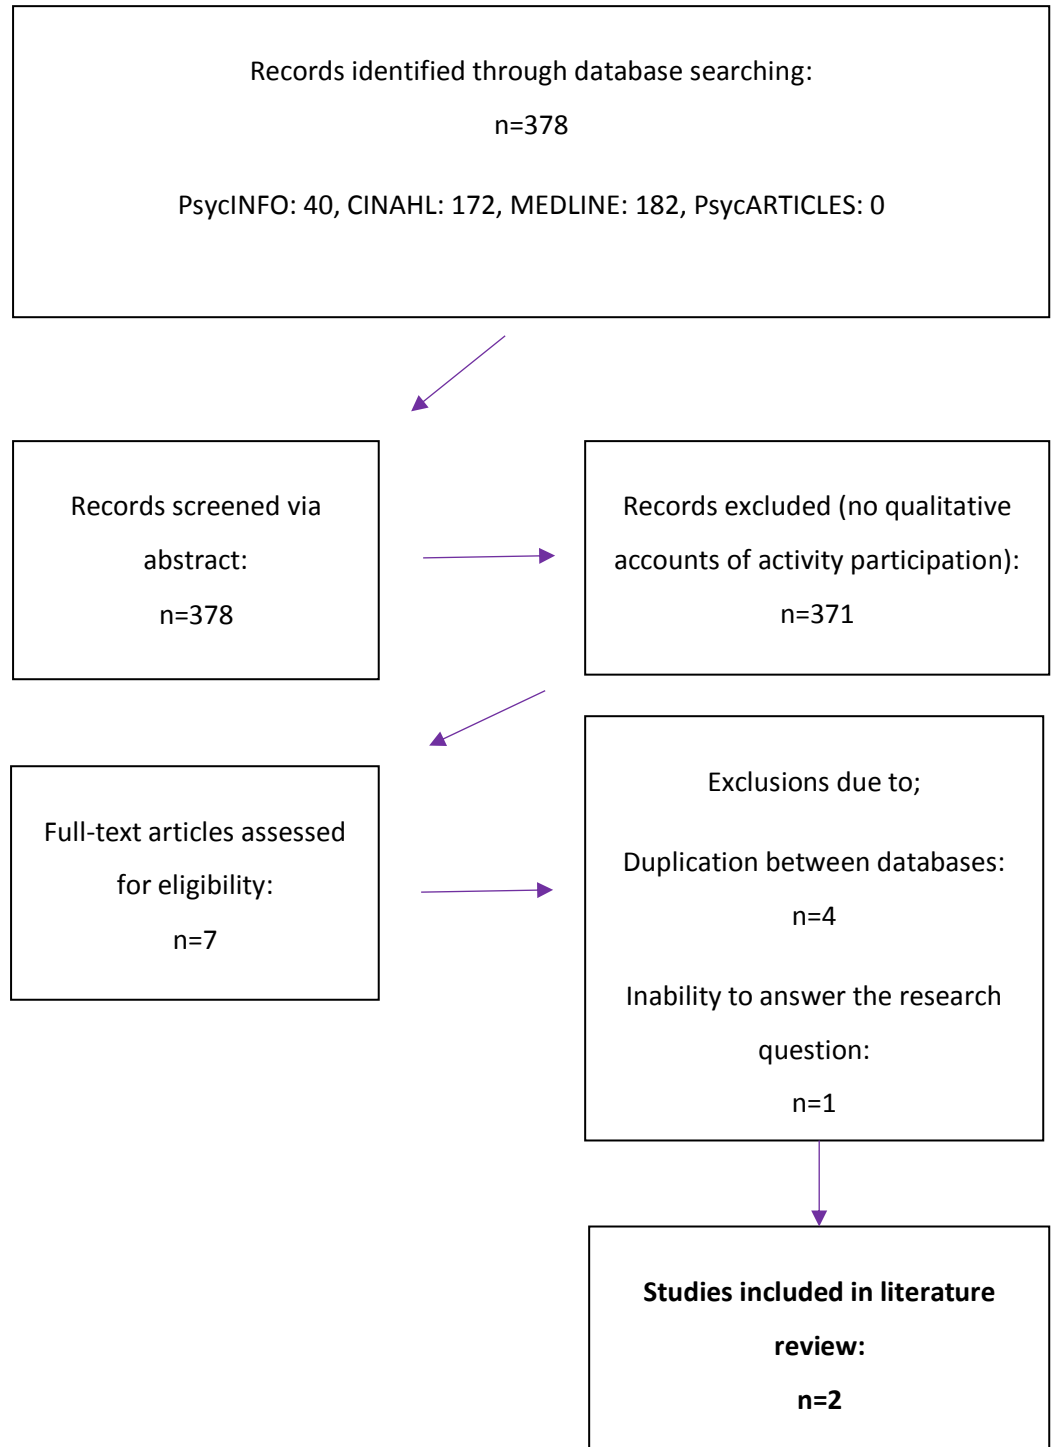 Records identified through database searching:
n=378
PsycINFO: 40, CINAHL: 172, MEDLINE: 182, PsycARTICLES: 0
Records screened via
abstract:
n=378
Records excluded (no qualitative
accounts of activity participation):
n=371
Full-text articles assessed
for eligibility:
n=7
Exclusions due to;
Duplication between databases:
n=4
Inability to answer the research
question:
n=1
Studies included in literature
review:
n=2